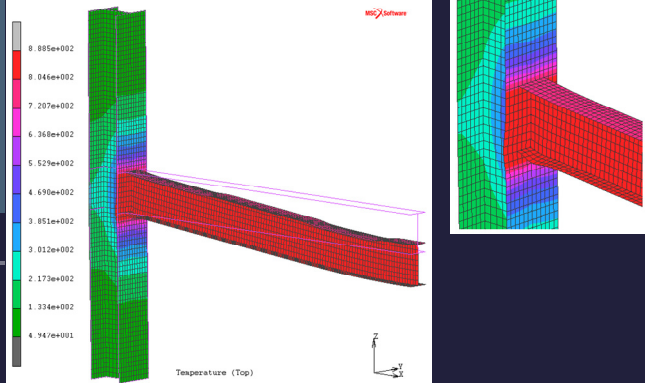 MSC Software
8.885e+002
8.046e+002
7.207e+002
6.368e+002
5.529e+002
4.690e+002
3.851e+002
3.012e+002
2.173e+002
1.334e+002
4.947e+001
Temperature (Top)
Z
Y
X